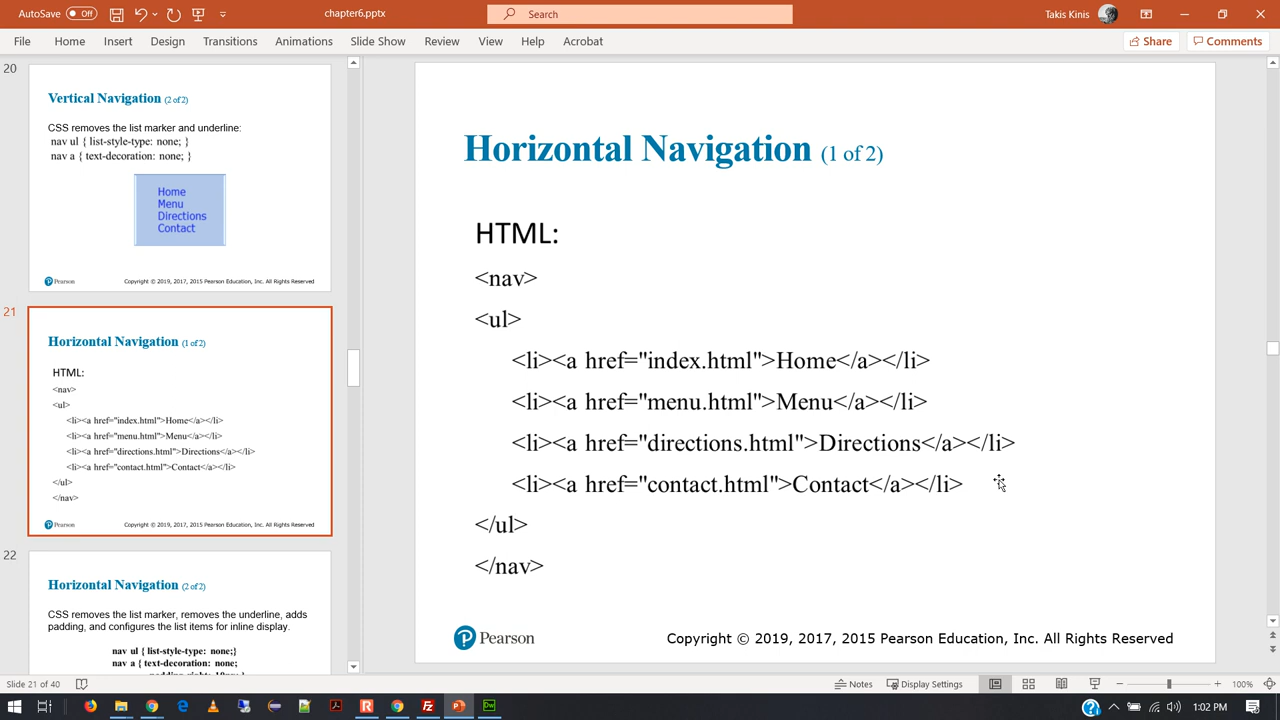 AutoSave Off
chapter6.pptx
Search
Takis Kinis
File Home Insert Design Transitions Animations Slide Show Review View Help Acrobat
Share Comments
20
Vertical Navigation (2 of 2)
CSS removes the list marker and underline:
nav ul { list-style-type: none; }
nav a { text-decoration: none; }
Home
Menu
Directions
Contact
Pearson Copyright © 2019, 2017, 2015 Pearson Education, Inc. All Rights Reserved
21
Horizontal Navigation (1 of 2)
HTML:
<nav>
<ul>
<li><a href="index.html">Home</a></li>
<li><a href="menu.html">Menu</a></li>
<li><a href="directions.html">Directions</a></li>
<li><a href="contact.html">Contact</a></li>
</ul>
</nav>
Pearson Copyright © 2019, 2017, 2015 Pearson Education, Inc. All Rights Reserved
22
Horizontal Navigation (2 of 2)
CSS removes the list marker, removes the underline, adds
padding, and configures the list items for inline display.
nav ul { list-style-type: none;}
nav a { text-decoration: none;
padding-right: 10px; }
Horizontal Navigation (1 of 2)
HTML:
<nav>
<ul>
<li><a href="index.html">Home</a></li>
<li><a href="menu.html">Menu</a></li>
<li><a href="directions.html">Directions</a></li>
<li><a href="contact.html">Contact</a></li>
</ul>
</nav>
Pearson Copyright © 2019, 2017, 2015 Pearson Education, Inc. All Rights Reserved
Slide 21 of 40
Notes Display Settings 100%
1:02 PM